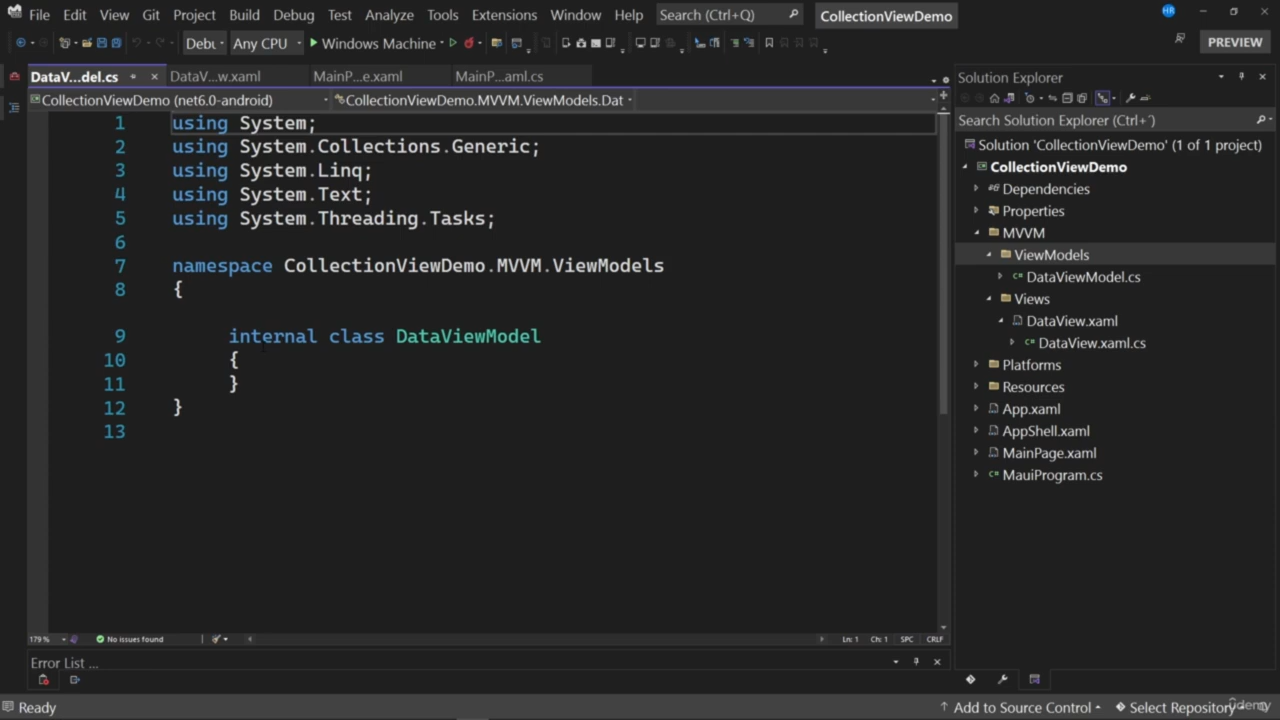 File Edit View Git Project Build Debug Test Analyze Tools Extensions Window Help Search (Ctrl+Q) CollectionViewDemo HR
Debu Any CPU Windows Machine PREVIEW
DataV...del.cs DataV...w.xaml MainP...e.xaml MainP...aml.cs
CollectionViewDemo (net6.0-android) CollectionViewDemo.MVVM.ViewModels.Dat
1 using System;
2 using System.Collections.Generic;
3 using System.Linq;
4 using System.Text;
5 using System.Threading.Tasks;
6
7 namespace CollectionViewDemo.MVVM.ViewModels
8 {
9 internal class DataViewModel
10 {
11 }
12 }
13
179 % No issues found Ln: 1 Ch: 1 SPC CRLF
Error List ...
Solution Explorer
Search Solution Explorer (Ctrl+´)
Solution 'CollectionViewDemo' (1 of 1 project)
CollectionViewDemo
Dependencies
Properties
MVVM
ViewModels
DataViewModel.cs
Views
DataView.xaml
DataView.xaml.cs
Platforms
Resources
App.xaml
AppShell.xaml
MainPage.xaml
MauiProgram.cs
Ready Add to Source Control Select Repository
Udemy